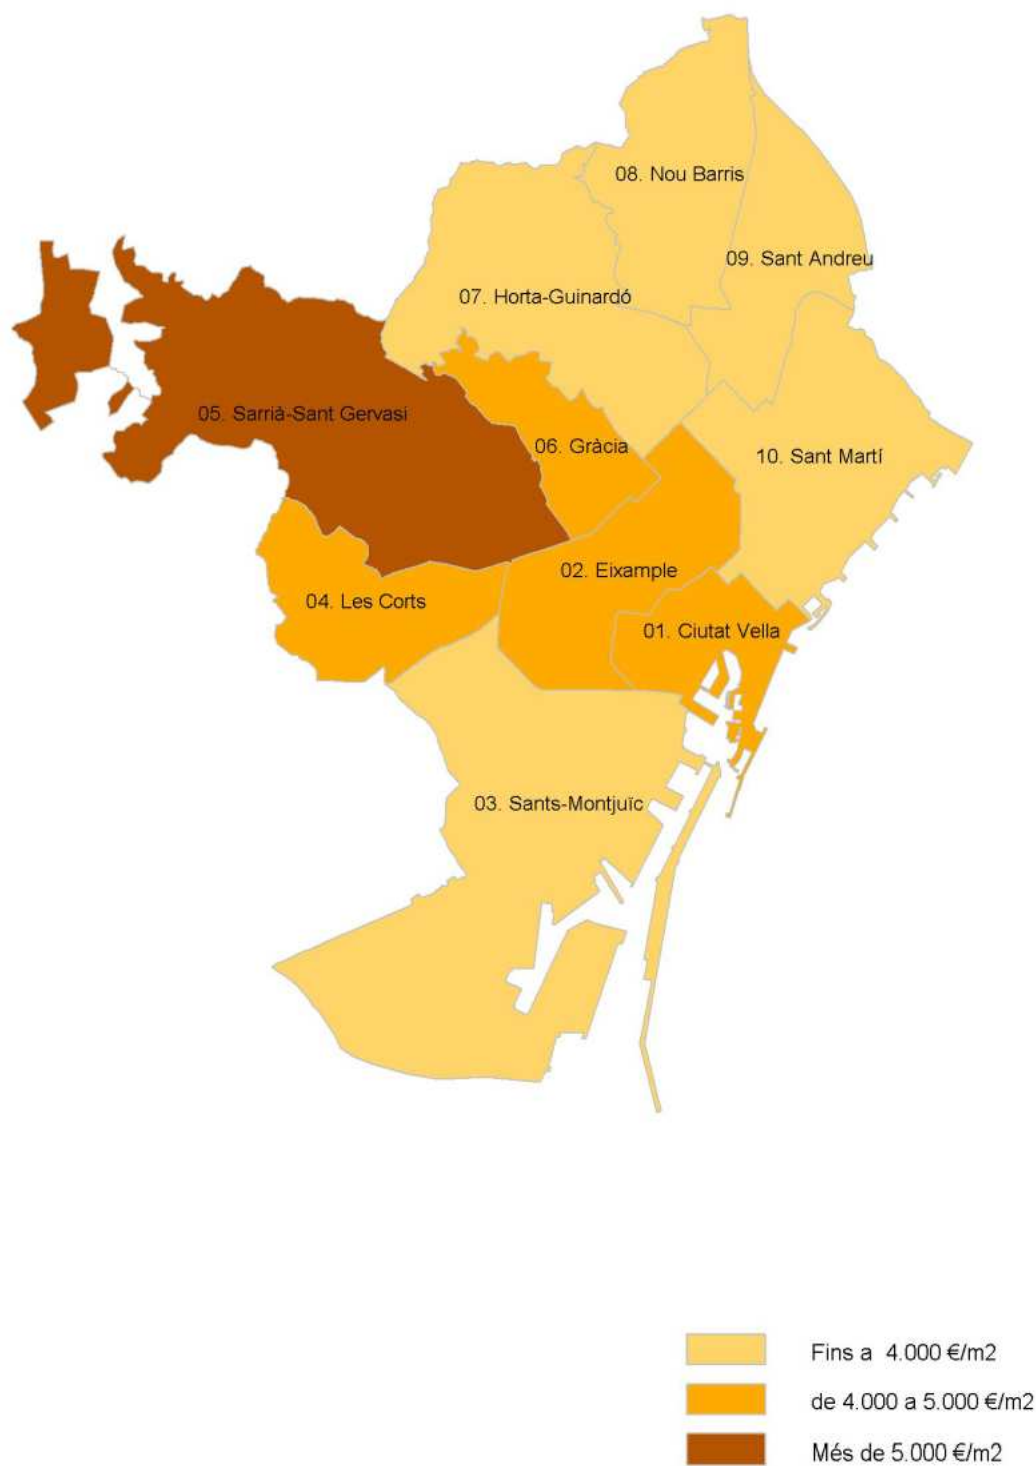 08. Nou Barris
09. Sant Andreu
07. Horta-Guinardó
05. Sarrià-Sant Gervasi
06. Gràcia
10. Sant Martí
02. Eixample
04. Les Corts
01. Ciutat Vella
03. Sants-Montjuïc
Fins a 4.000 €/m2
de 4.000 a 5.000 €/m2
Més de 5.000 €/m2